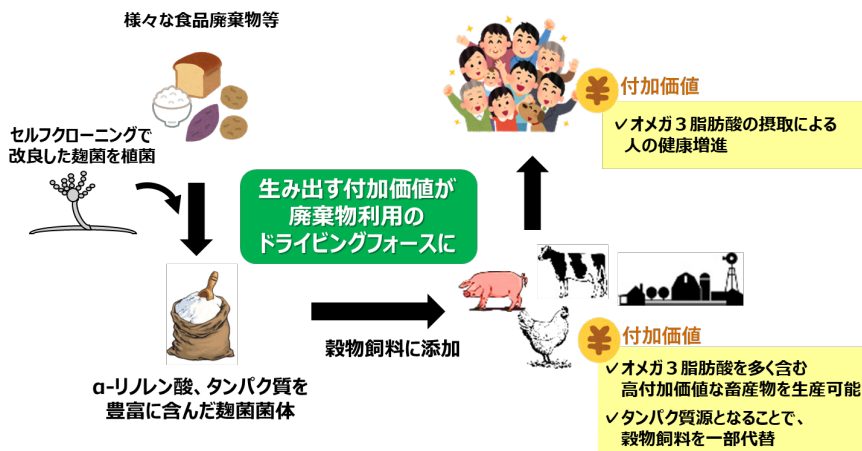 様々な食品廃棄物等
セルフクローニングで
改良した麹菌を植菌
生み出す付加価値が
廃棄物利用の
ドライビングフォースに
α-リノレン酸、タンパク質を
豊富に含んだ麹菌菌体
穀物飼料に添加
¥ 付加価値
✓オメガ３脂肪酸の摂取による
人の健康増進
¥ 付加価値
✓オメガ３脂肪酸を多く含む
高付加価値な畜産物を生産可能
✓タンパク質源となることで、
穀物飼料を一部代替